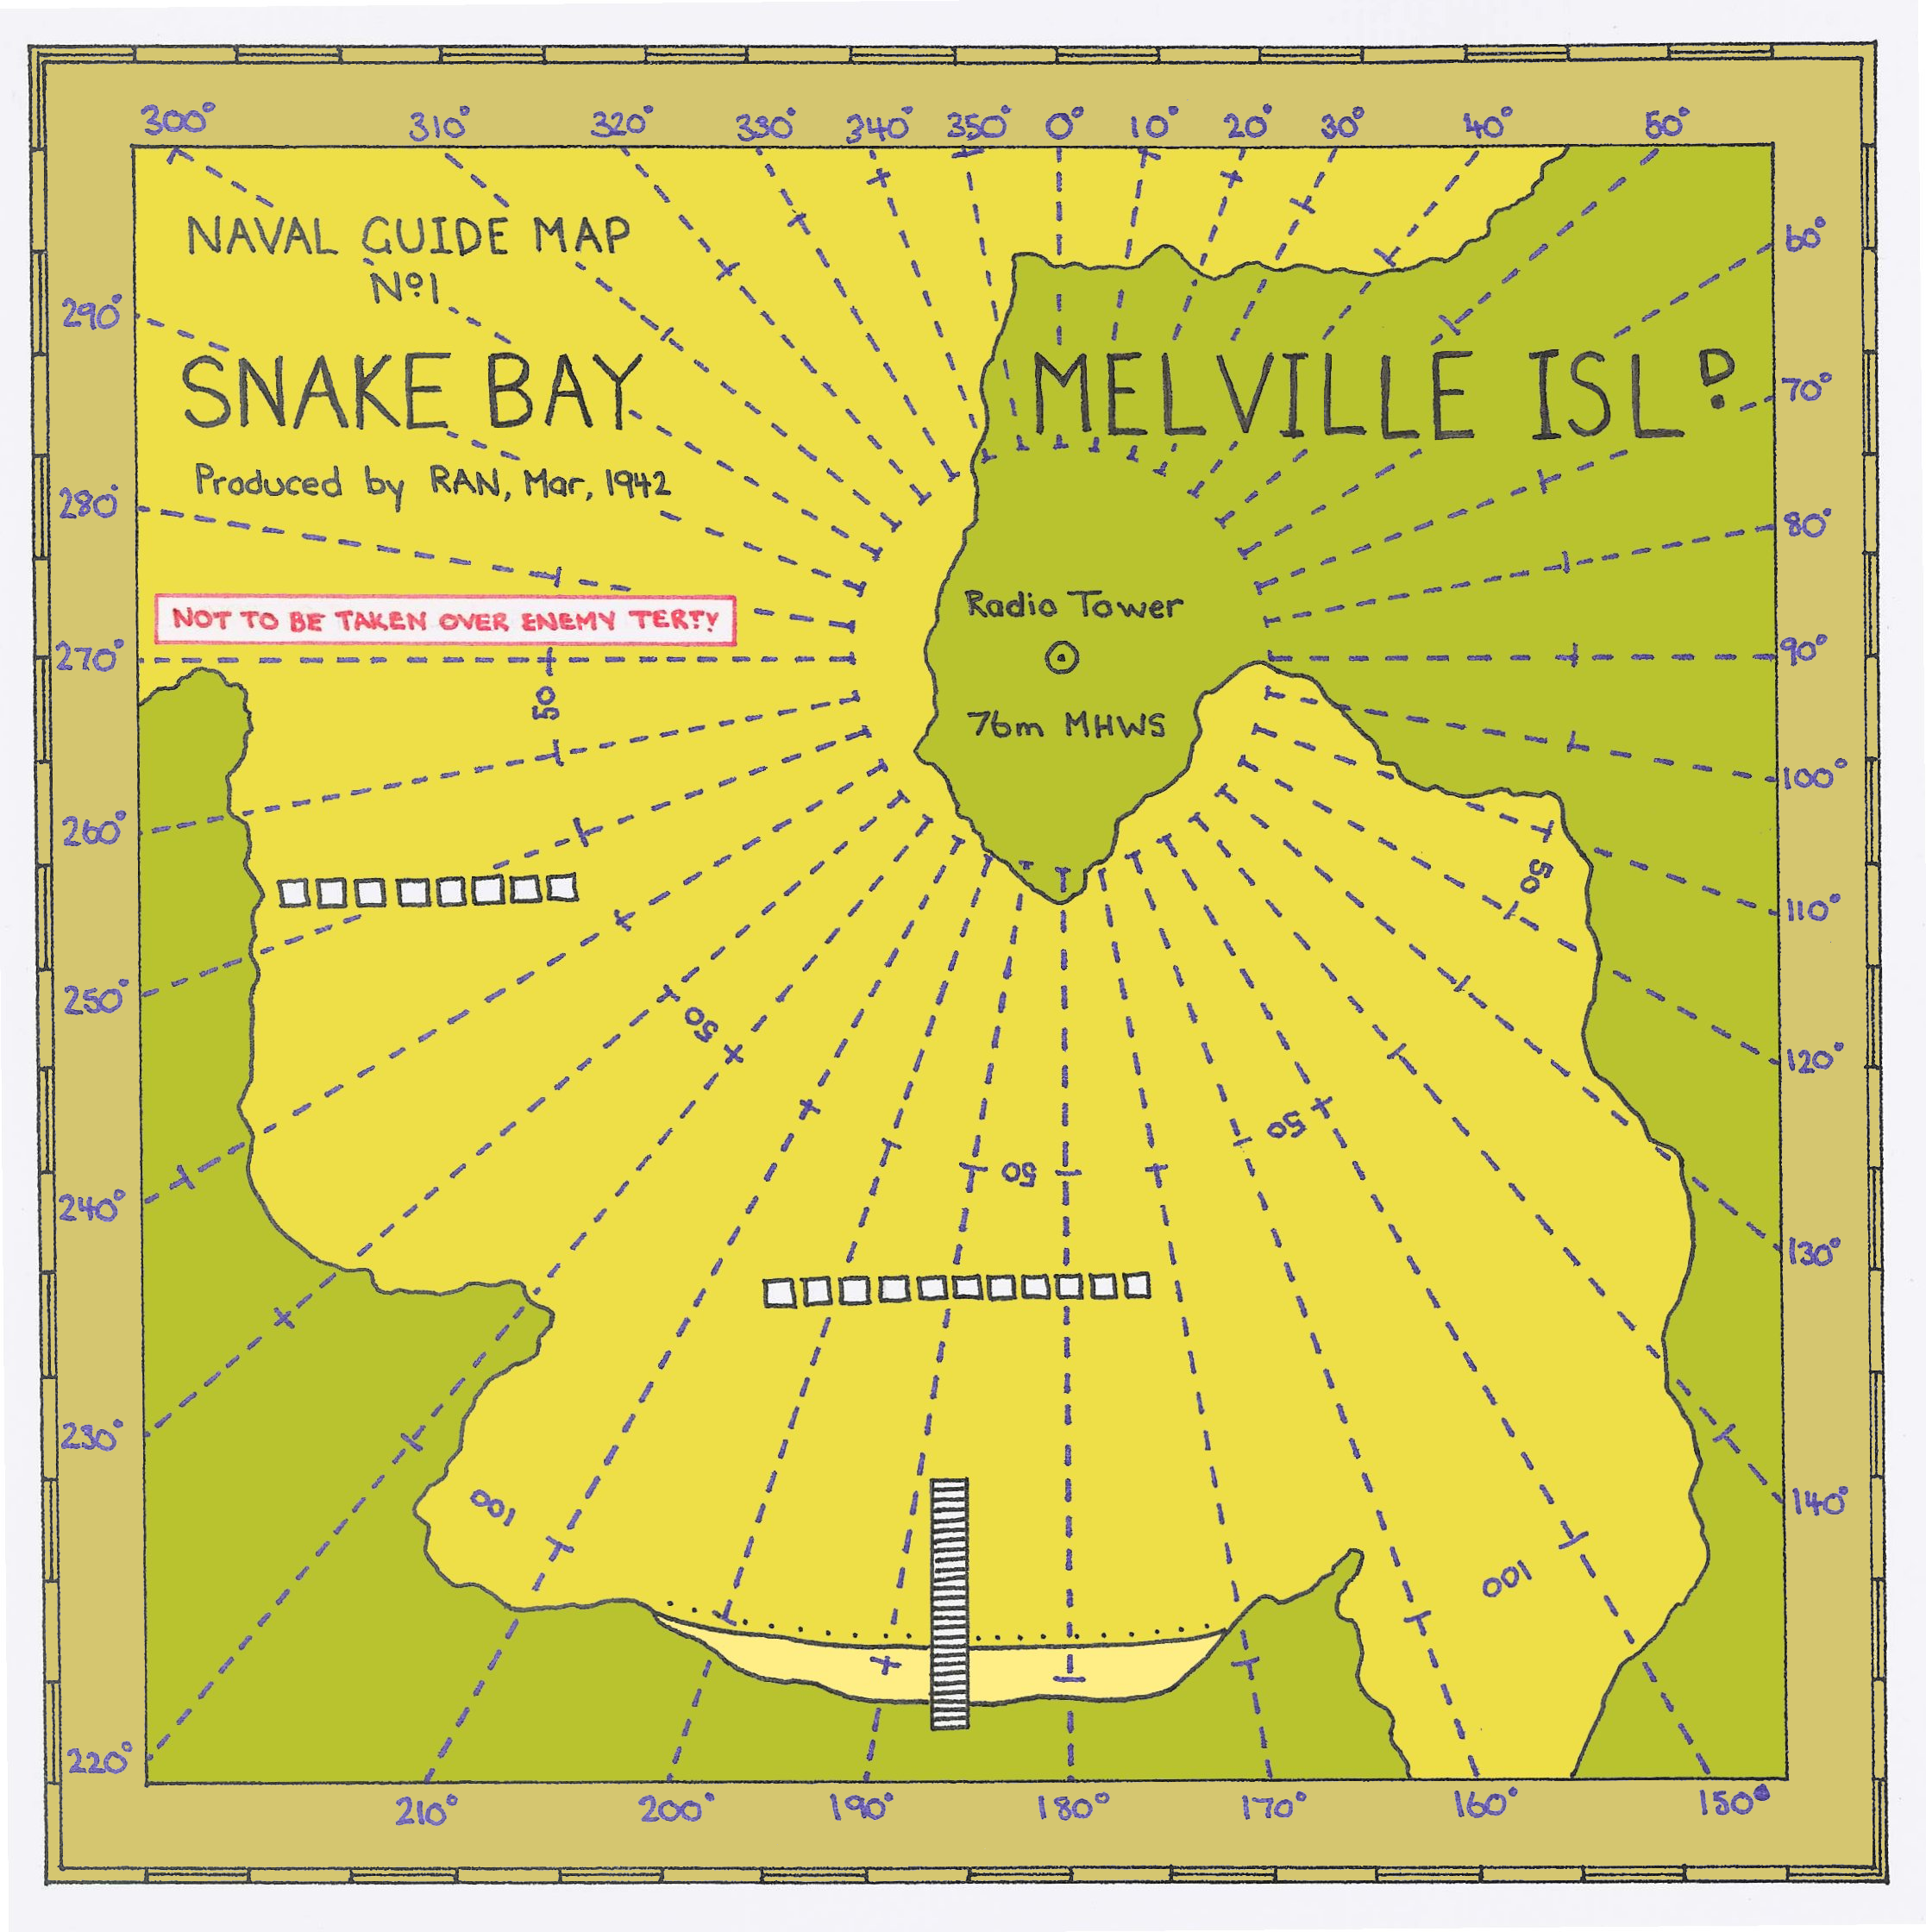 300° 310° 320° 330° 340° 350° 0° 10° 20° 30° 40° 50°
NAVAL GUIDE MAP
Nº1
SNAKE BAY
Produced by RAN, Mar, 1942
NOT TO BE TAKEN OVER ENEMY TERTY
MELVILLE ISLD
Radio Tower
76m MHWS
60°
70°
80°
90°
100°
110°
120°
130°
140°
290°
280°
270°
260°
250°
240°
230°
220°
50
50
50
50
50
100
100
210° 200° 190° 180° 170° 160° 150°